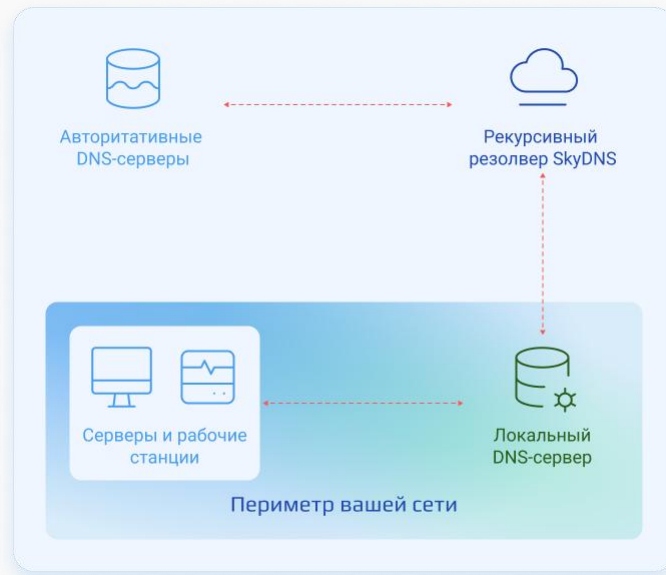 Авторитативные
DNS-серверы
Рекурсивный
резолвер SkyDNS
Серверы и рабочие
станции
Локальный
DNS-сервер
Периметр вашей сети